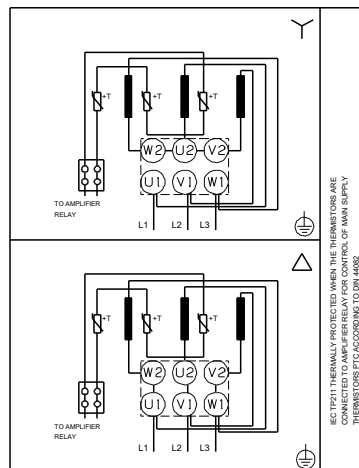 +T
+T
+T
W2 U2 V2
U1 V1 W1
TO AMPLIFIER
RELAY
L1 L2 L3
+T
+T
+T
W2 U2 V2
U1 V1 W1
TO AMPLIFIER
RELAY
L1 L2 L3
IEC TP211 THERMALLY PROTECTED WHEN THE THERMISTORS ARE
CONNECTED TO AMPLIFIER RELAY FOR CONTROL OF MAIN SUPPLY
THERMISTORS PTC ACCORDING TO DIN 44082